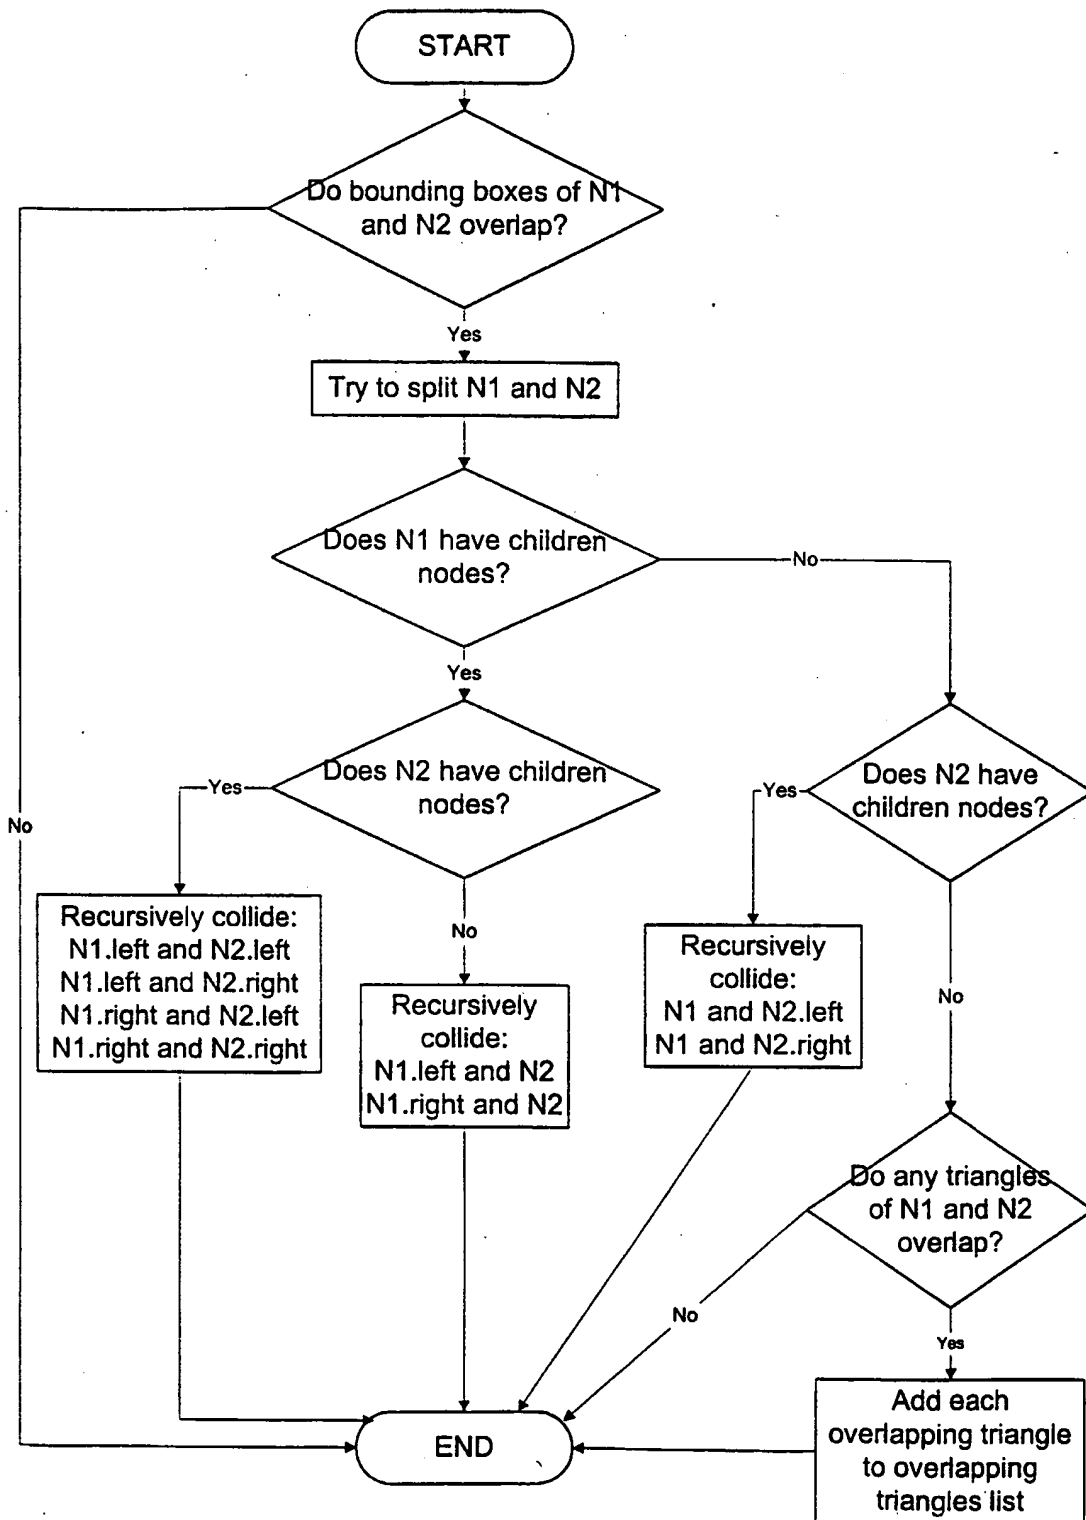 START
Do bounding boxes of N1
and N2 overlap?
Yes
Try to split N1 and N2
Does N1 have children
nodes?
No
Yes
Does N2 have children
nodes?
Yes
Does N2 have
children nodes?
Yes
No
Recursively collide:
N1.left and N2.left
N1.left and N2.right
N1.right and N2.left
N1.right and N2.right
No
Recursively
collide:
N1.left and N2
N1.right and N2
Recursively
collide:
N1 and N2.left
N1 and N2.right
No
Do any triangles
of N1 and N2
overlap?
No
Yes
Add each
overlapping triangle
to overlapping
triangles list
END